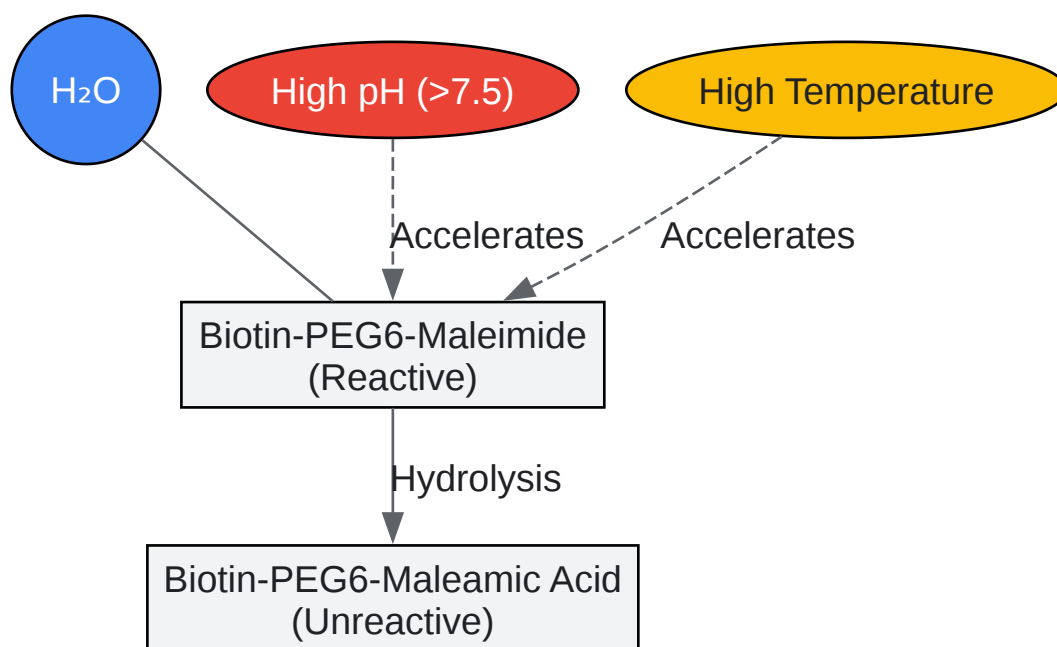 H₂O
High pH (>7.5)
High Temperature
Accelerates
Accelerates
Biotin-PEG6-Maleimide
(Reactive)
Hydrolysis
Biotin-PEG6-Maleamic Acid
(Unreactive)